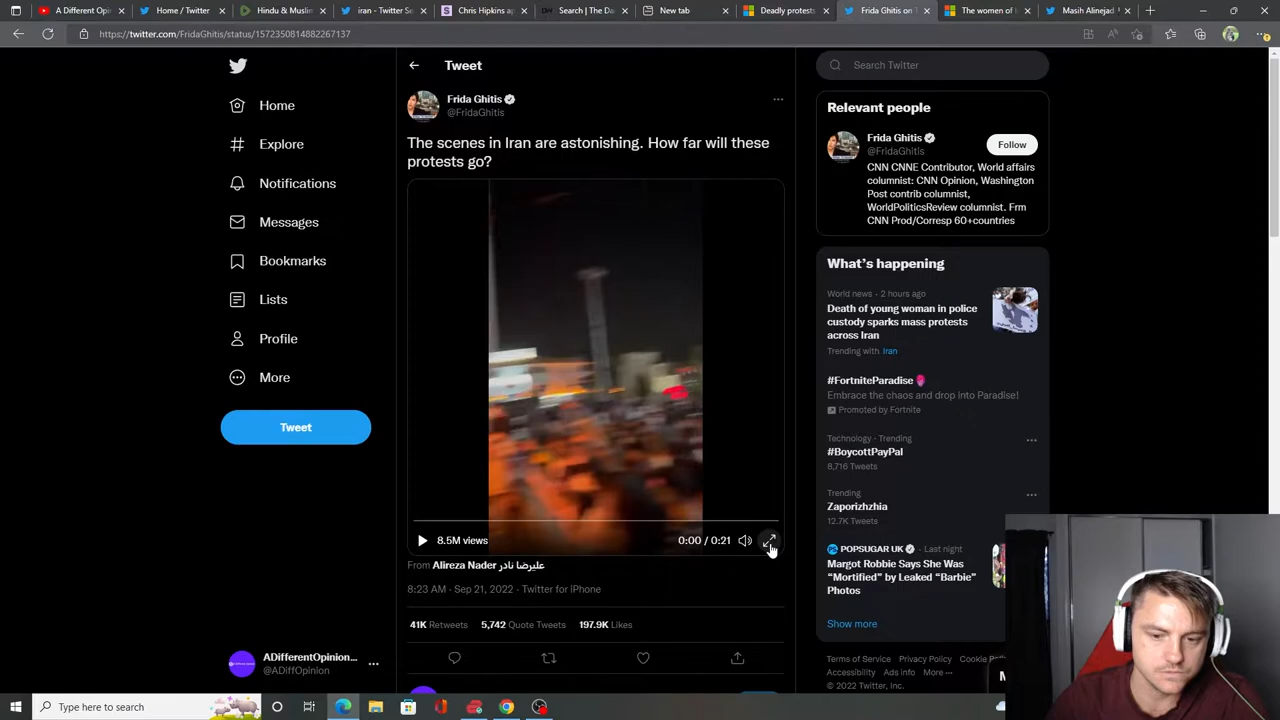 A Different Opini
Home / Twitter
Hindu & Muslim
iran - Twitter Se
Pipkins ap
Search | The Da
New tab
Deadly protests
Frida Ghitis on T
The women of I
Masih Alinejad
https://twitter.com/FridaGhitis/status/1572350814882267137
Home
Explore
Notifications
Messages
Bookmarks
Lists
Profile
More
Tweet
ADifferentOpinion...
@ADiffOpinion
Tweet
Frida Ghitis
@FridaGhitis
The scenes in Iran are astonishing. How far will these
protests go?
8.5M views
0:00 / 0:21
From Alireza Nader علیرضا نادر
8:23 AM · Sep 21, 2022 · Twitter for iPhone
41K Retweets 5,742 Quote Tweets 197.9K Likes
Search Twitter
Relevant people
Frida Ghitis
@FridaGhitis
Follow
CNN CNNE Contributor, World affairs
columnist: CNN Opinion, Washington
Post contrib columnist,
WorldPoliticsReview columnist. Frm
CNN Prod/Corresp 60+countries
What's happening
World news · 2 hours ago
Death of young woman in police
custody sparks mass protests
across Iran
Trending with Iran
#FortniteParadise
Embrace the chaos and drop into Paradise!
Promoted by Fortnite
Technology · Trending
#BoycottPayPal
8,716 Tweets
Trending
Zaporizhzhia
12.7K Tweets
POPSUGAR UK · Last night
Margot Robbie Says She Was
“Mortified” by Leaked “Barbie”
Photos
Show more
Terms of Service Privacy Policy Cookie Poli
Accessibility Ads info More ···
© 2022 Twitter, Inc.
Type here to search